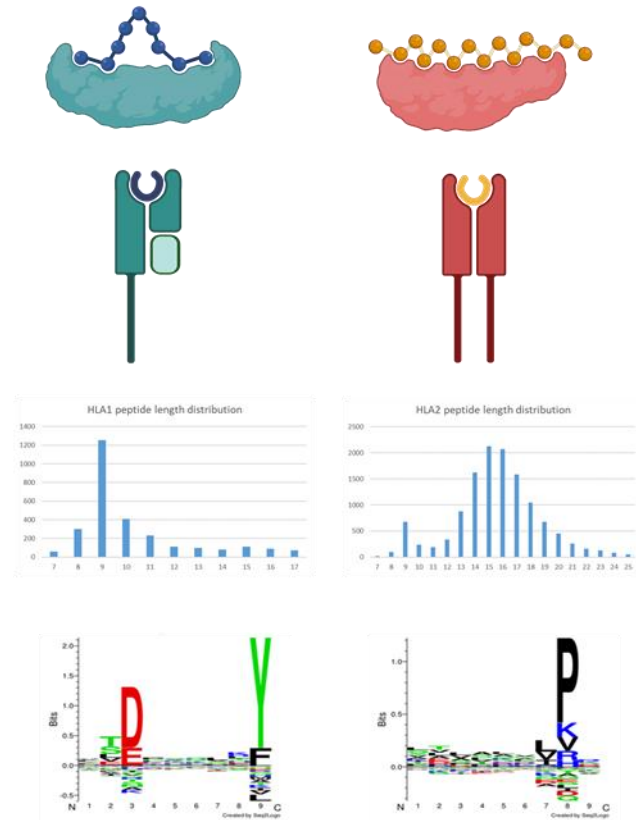 HLA1 peptide length distribution
1400
1200
1000
800
600
400
200
0
7 8 9 10 11 12 13 14 15 16 17
HLA2 peptide length distribution
2500
2000
1500
1000
500
0
7 8 9 10 11 12 13 14 15 16 17 18 19 20 21 22 23 24 25
2.0
1.5
1.0
0.5
0.0
-0.5
Bits
D
E
Y
F
N 1 2 3 4 5 6 7 8 9 C
Created by Seq2Logo
1.0
0.5
0.0
Bits
P
K
N 1 2 3 4 5 6 7 8 9 C
Created by Seq2Logo